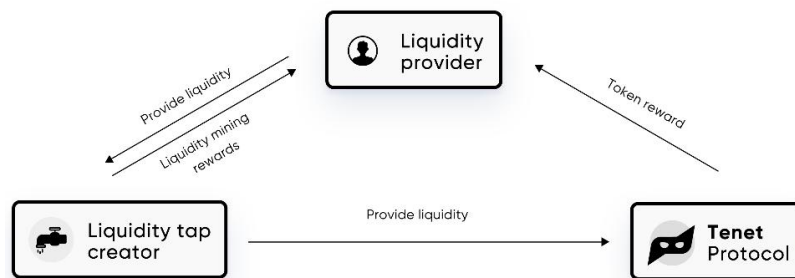 Liquidity
provider
Provide liquidity
Liquidity mining
rewards
Token reward
Liquidity tap
creator
Provide liquidity
Tenet
Protocol